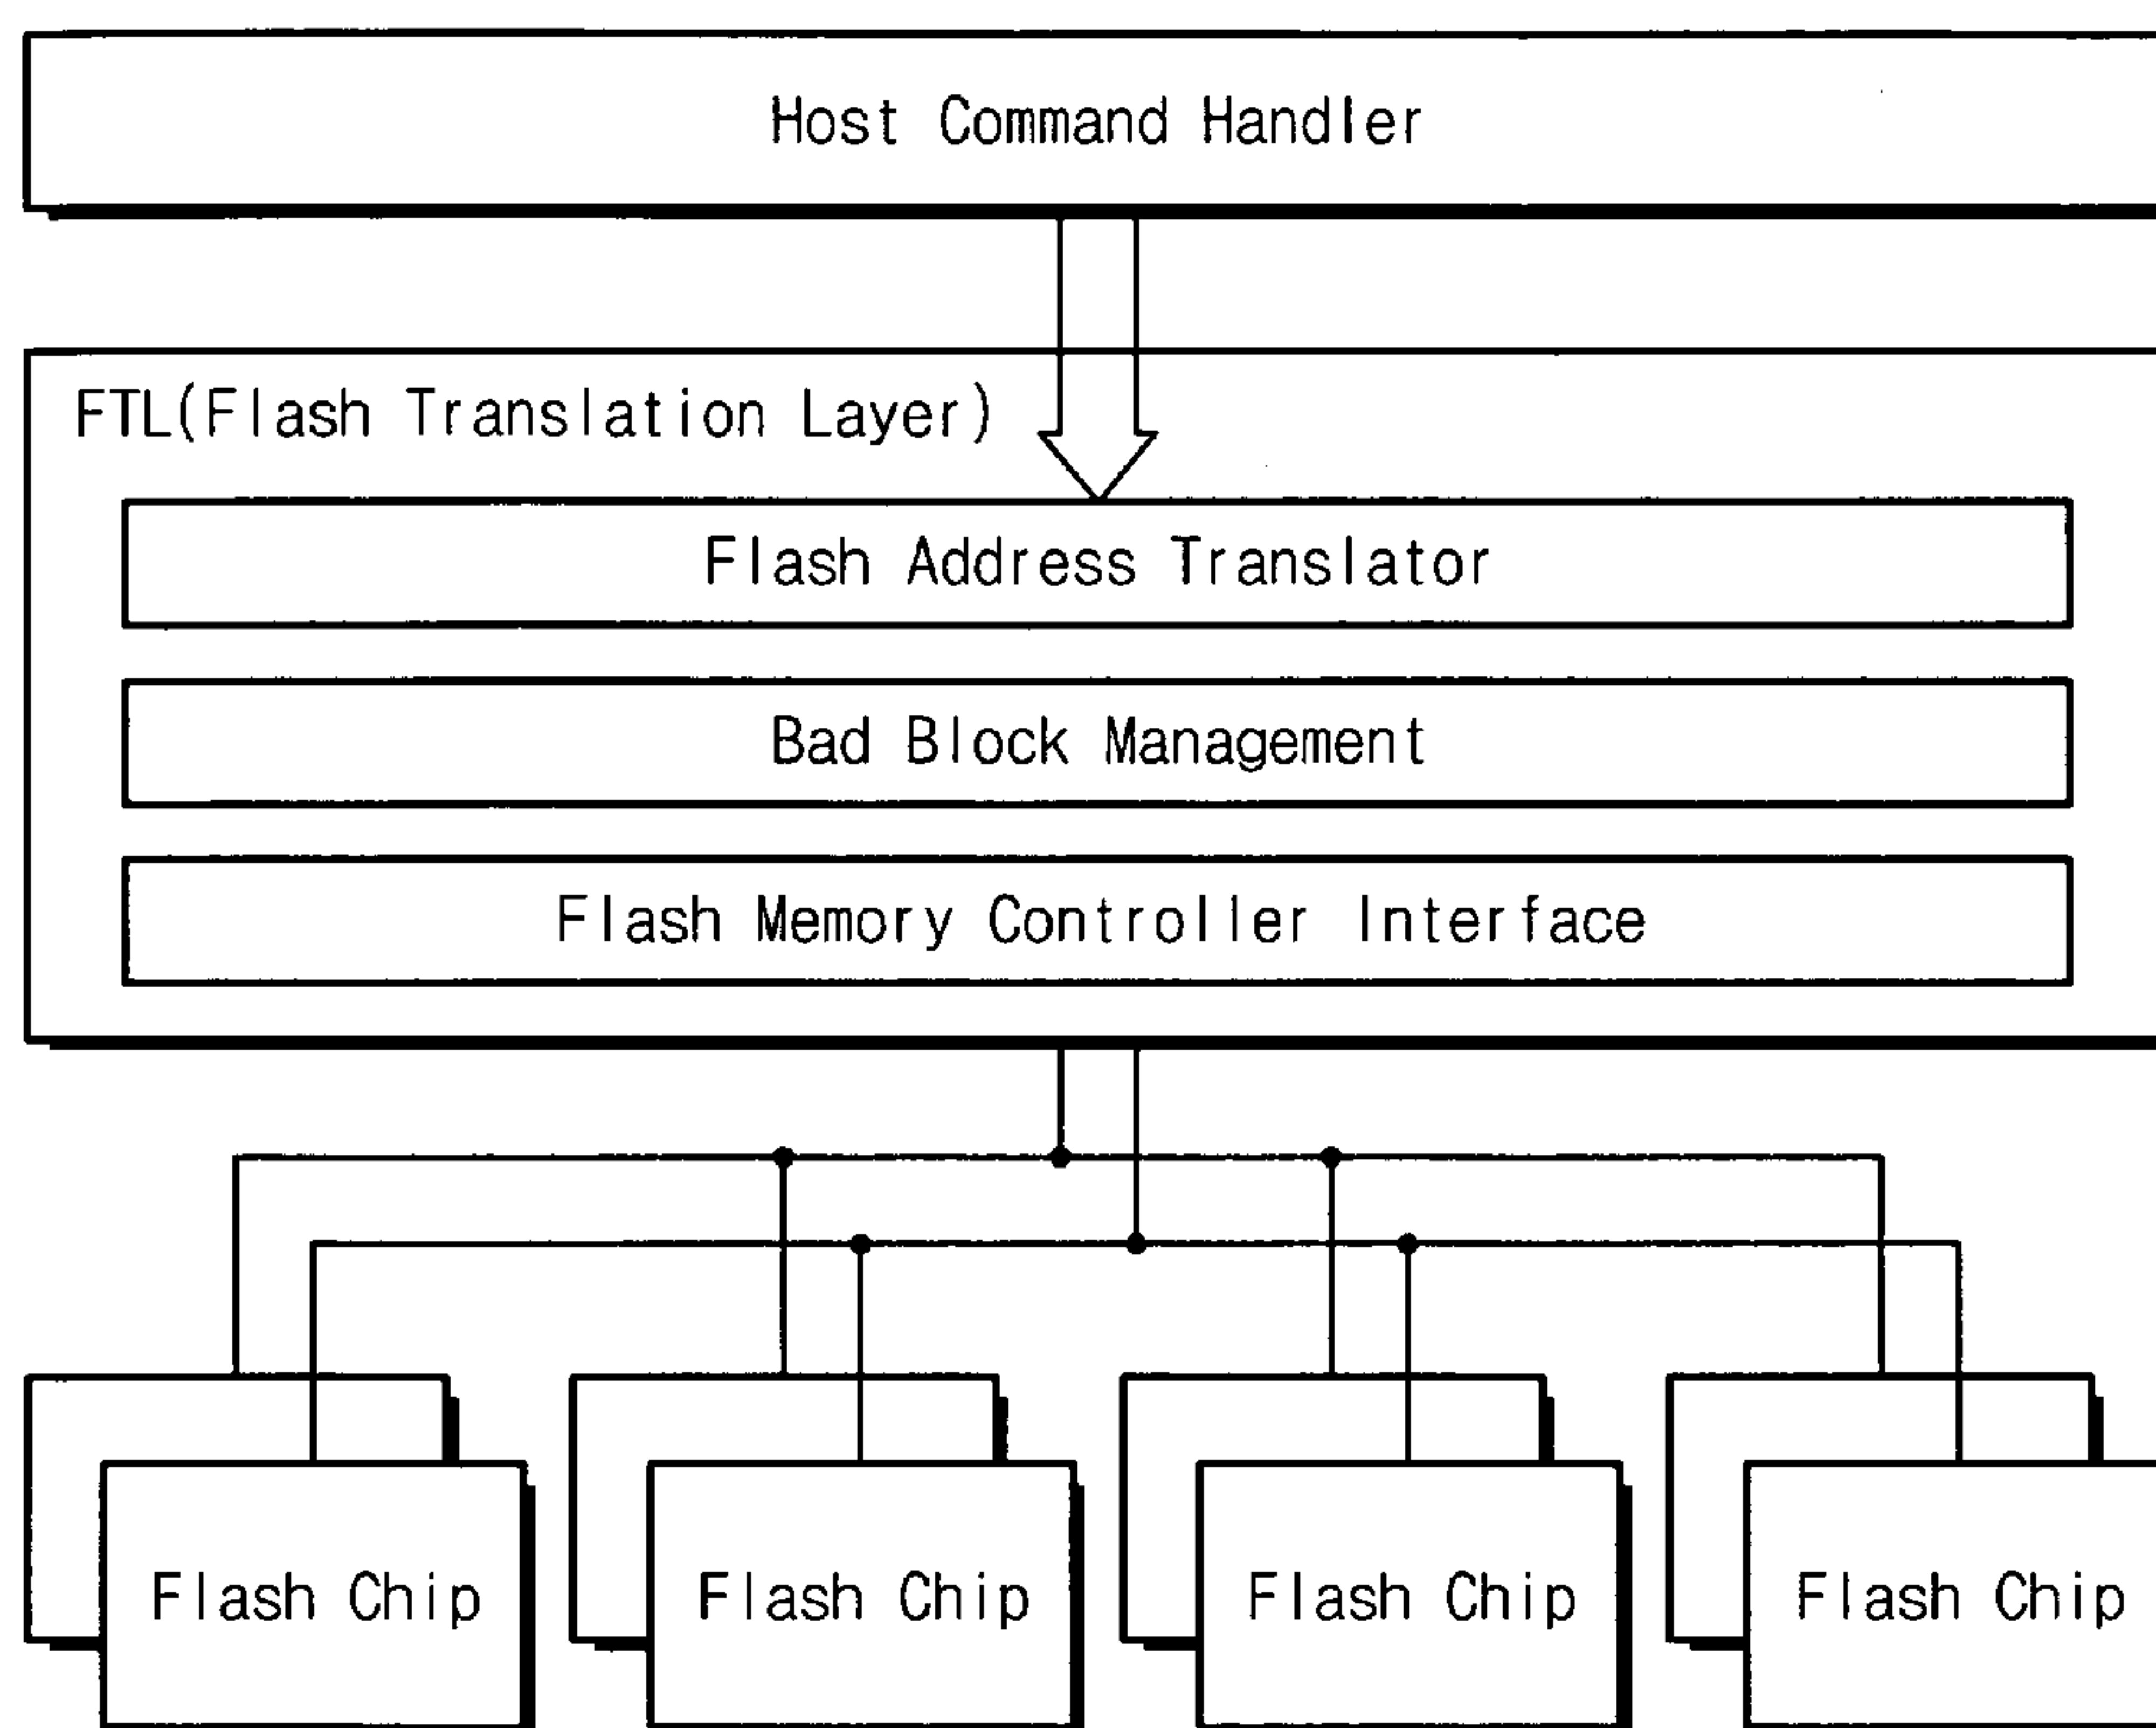 Host Command Handler
FTL(Flash Translation Layer)
Flash Address Translator
Bad Block Management
Flash Memory Controller Interface
Flash Chip
Flash Chip
Flash Chip
Flash Chip